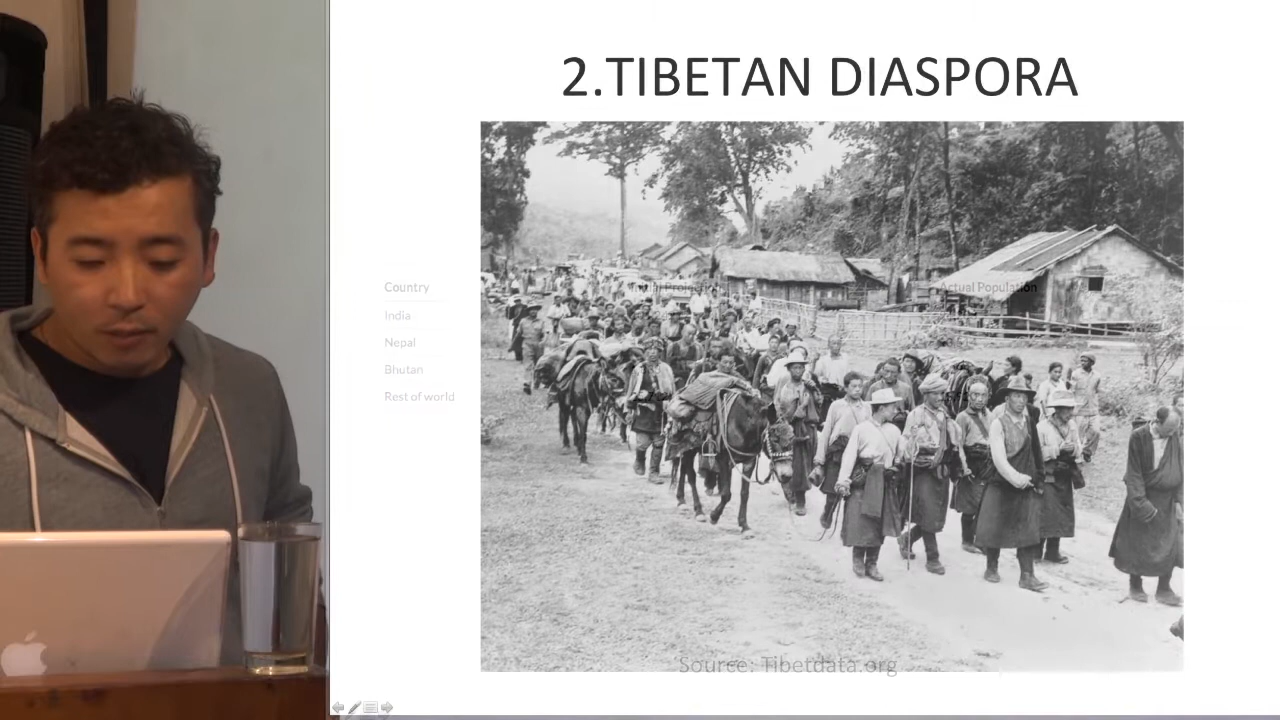 2.TIBETAN DIASPORA
Country
Actual Population
India
Nepal
Bhutan
Rest of world
Source: Tibetdata.org